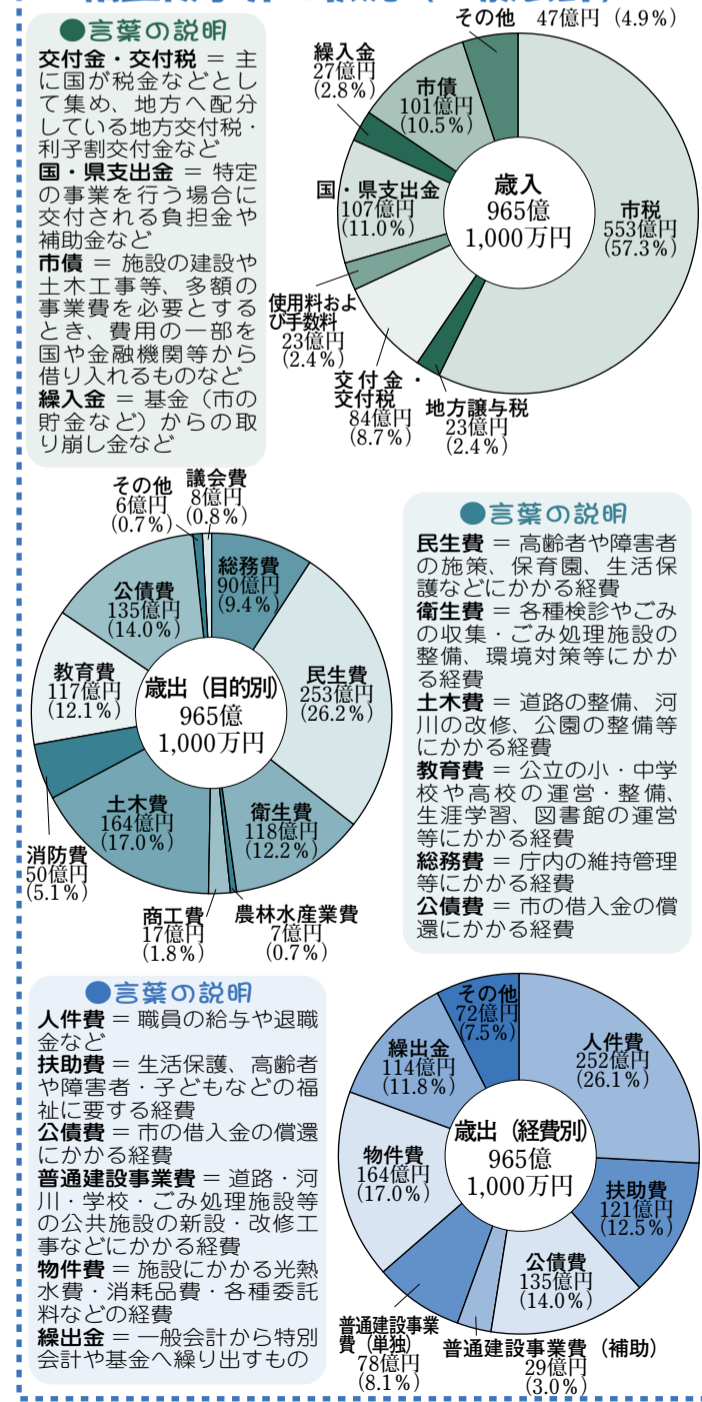 ●言葉の説明
交付金・交付税 = 主
に国が税金などとし
て集め、地方へ配分
している地方交付税・
利子割交付金など
国・県支出金 = 特定
の事業を行う場合に
交付される負担金や
補助金など
市債 = 施設の建設や
土木工事等、多額の
事業費を必要とする
とき、費用の一部を
国や金融機関等から
借り入れるものなど
繰入金 = 基金（市の
貯金など）からの取
り崩し金など
その他 47億円（4.9％）
繰入金
27億円
（2.8％）
市債
101億円
（10.5％）
国・県支出金
107億円
（11.0％）
歳入
965億
1,000万円
市税
553億円
（57.3％）
使用料およ
び手数料
23億円
（2.4％）
交付金・
交付税
84億円
（8.7％）
地方譲与税
23億円
（2.4％）
その他
6億円
（0.7％）
議会費
8億円
（0.8％）
総務費
90億円
（9.4％）
公債費
135億円
（14.0％）
教育費
117億円
（12.1％）
歳出（目的別）
965億
1,000万円
民生費
253億円
（26.2％）
土木費
164億円
（17.0％）
衛生費
118億円
（12.2％）
消防費
50億円
（5.1％）
商工費
17億円
（1.8％）
農林水産業費
7億円
（0.7％）
●言葉の説明
民生費 = 高齢者や障害者
の施策、保育園、生活保
護などにかかる経費
衛生費 = 各種検診やごみ
の収集・ごみ処理施設の
整備、環境対策等にかか
る経費
土木費 = 道路の整備、河
川の改修、公園の整備等
にかかる経費
教育費 = 公立の小・中学
校や高校の運営・整備、
生涯学習、図書館の運営
等にかかる経費
総務費 = 庁内の維持管理
等にかかる経費
公債費 = 市の借入金の償
還にかかる経費
●言葉の説明
人件費 = 職員の給与や退職
金など
扶助費 = 生活保護、高齢者
や障害者・子どもなどの福
祉に要する経費
公債費 = 市の借入金の償還
にかかる経費
普通建設事業費 = 道路・河
川・学校・ごみ処理施設等
の公共施設の新設・改修工
事などにかかる経費
物件費 = 施設にかかる光熱
水費・消耗品費・各種委託
料などの経費
繰出金 = 一般会計から特別
会計や基金へ繰り出すもの
その他
72億円
（7.5％）
繰出金
114億円
（11.8％）
人件費
252億円
（26.1％）
物件費
164億円
（17.0％）
歳出（経費別）
965億
1,000万円
扶助費
121億円
（12.5％）
公債費
135億円
（14.0％）
普通建設事業
費（単独）
78億円
（8.1％）
普通建設事業費（補助）
29億円
（3.0％）